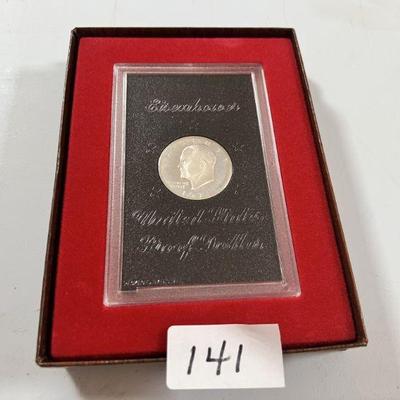 Eisenhower
United States
Proof Dollar
141